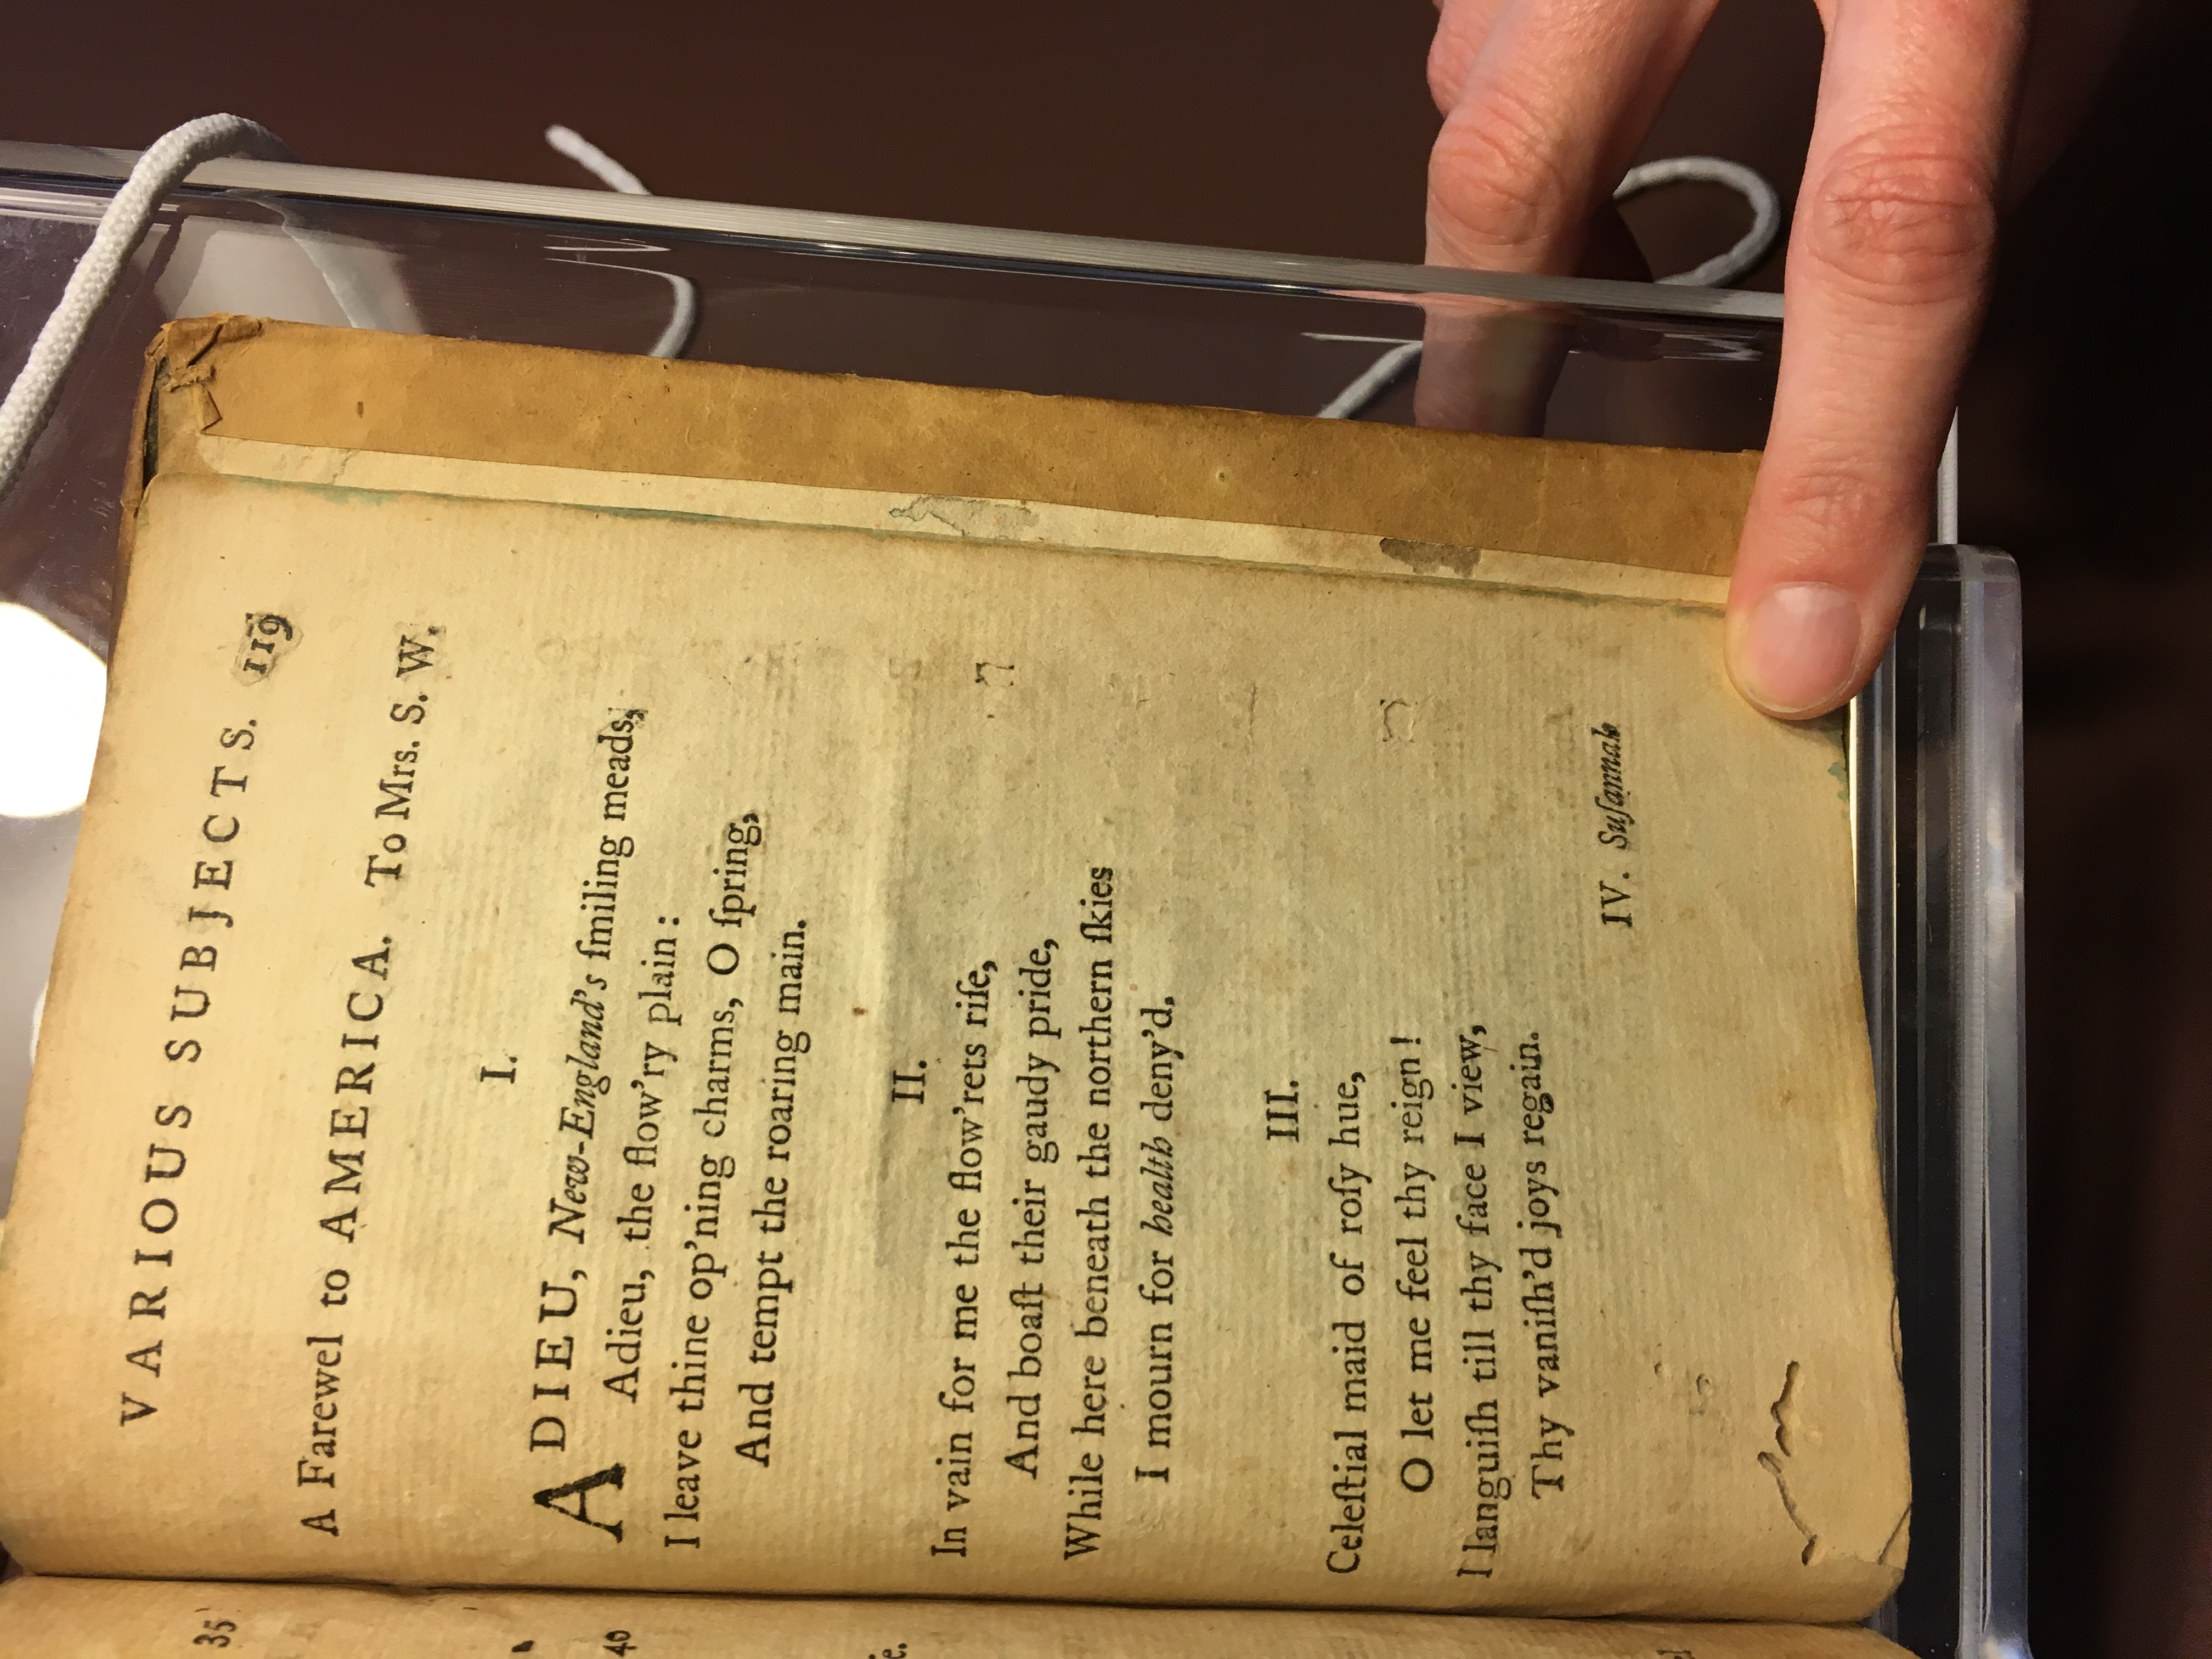 35
40
VARIOUS SUBJECTS. 119
A Farewel to AMERICA. To Mrs. S. W.
I.
ADIEU, New-England's ſmiling meads,
Adieu, the flow'ry plain :
I leave thine op'ning charms, O ſpring,
And tempt the roaring main.
II.
In vain for me the flow'rets riſe,
And boaſt their gaudy pride,
While here beneath the northern ſkies
I mourn for health deny'd.
III.
Celeſtial maid of roſy hue,
O let me feel thy reign !
I languiſh till thy face I view,
Thy vaniſh'd joys regain.
IV. Suſannah